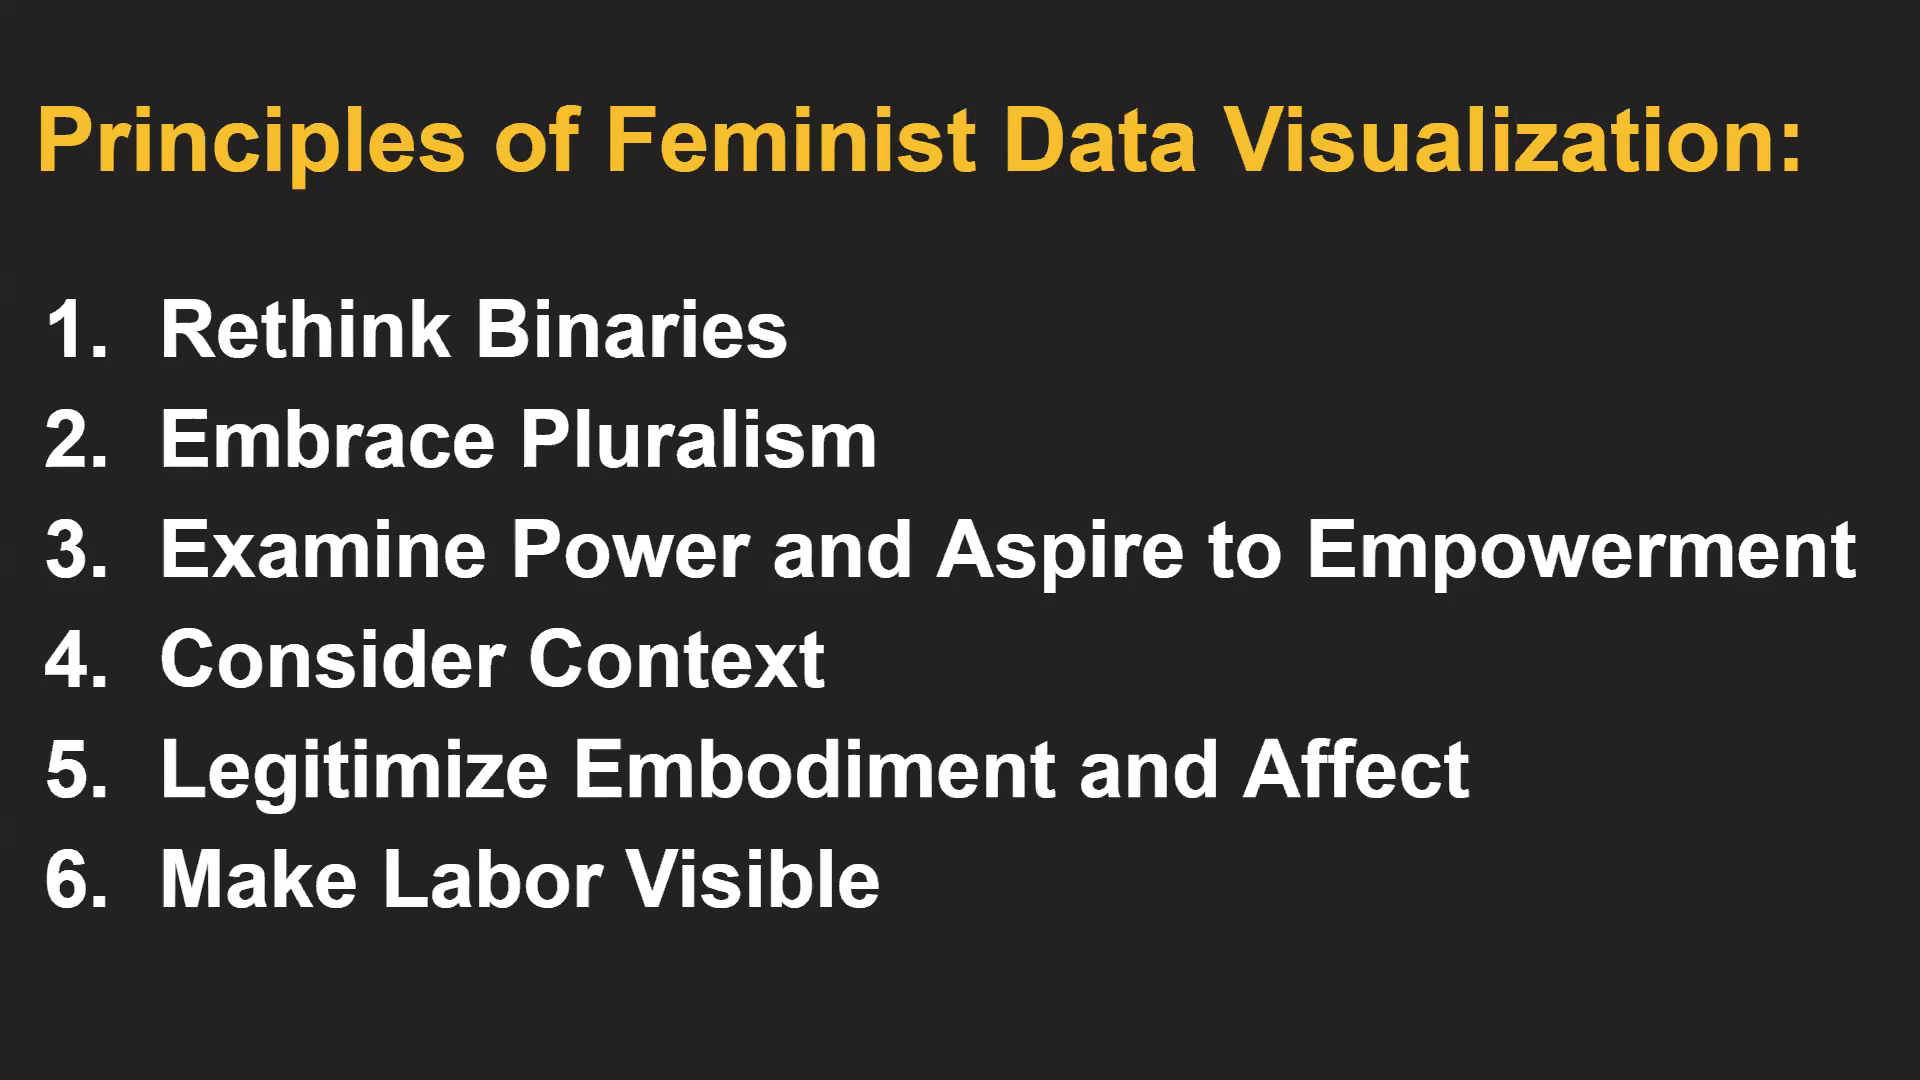 Principles of Feminist Data Visualization:
1. Rethink Binaries
2. Embrace Pluralism
3. Examine Power and Aspire to Empowerment
4. Consider Context
5. Legitimize Embodiment and Affect
6. Make Labor Visible